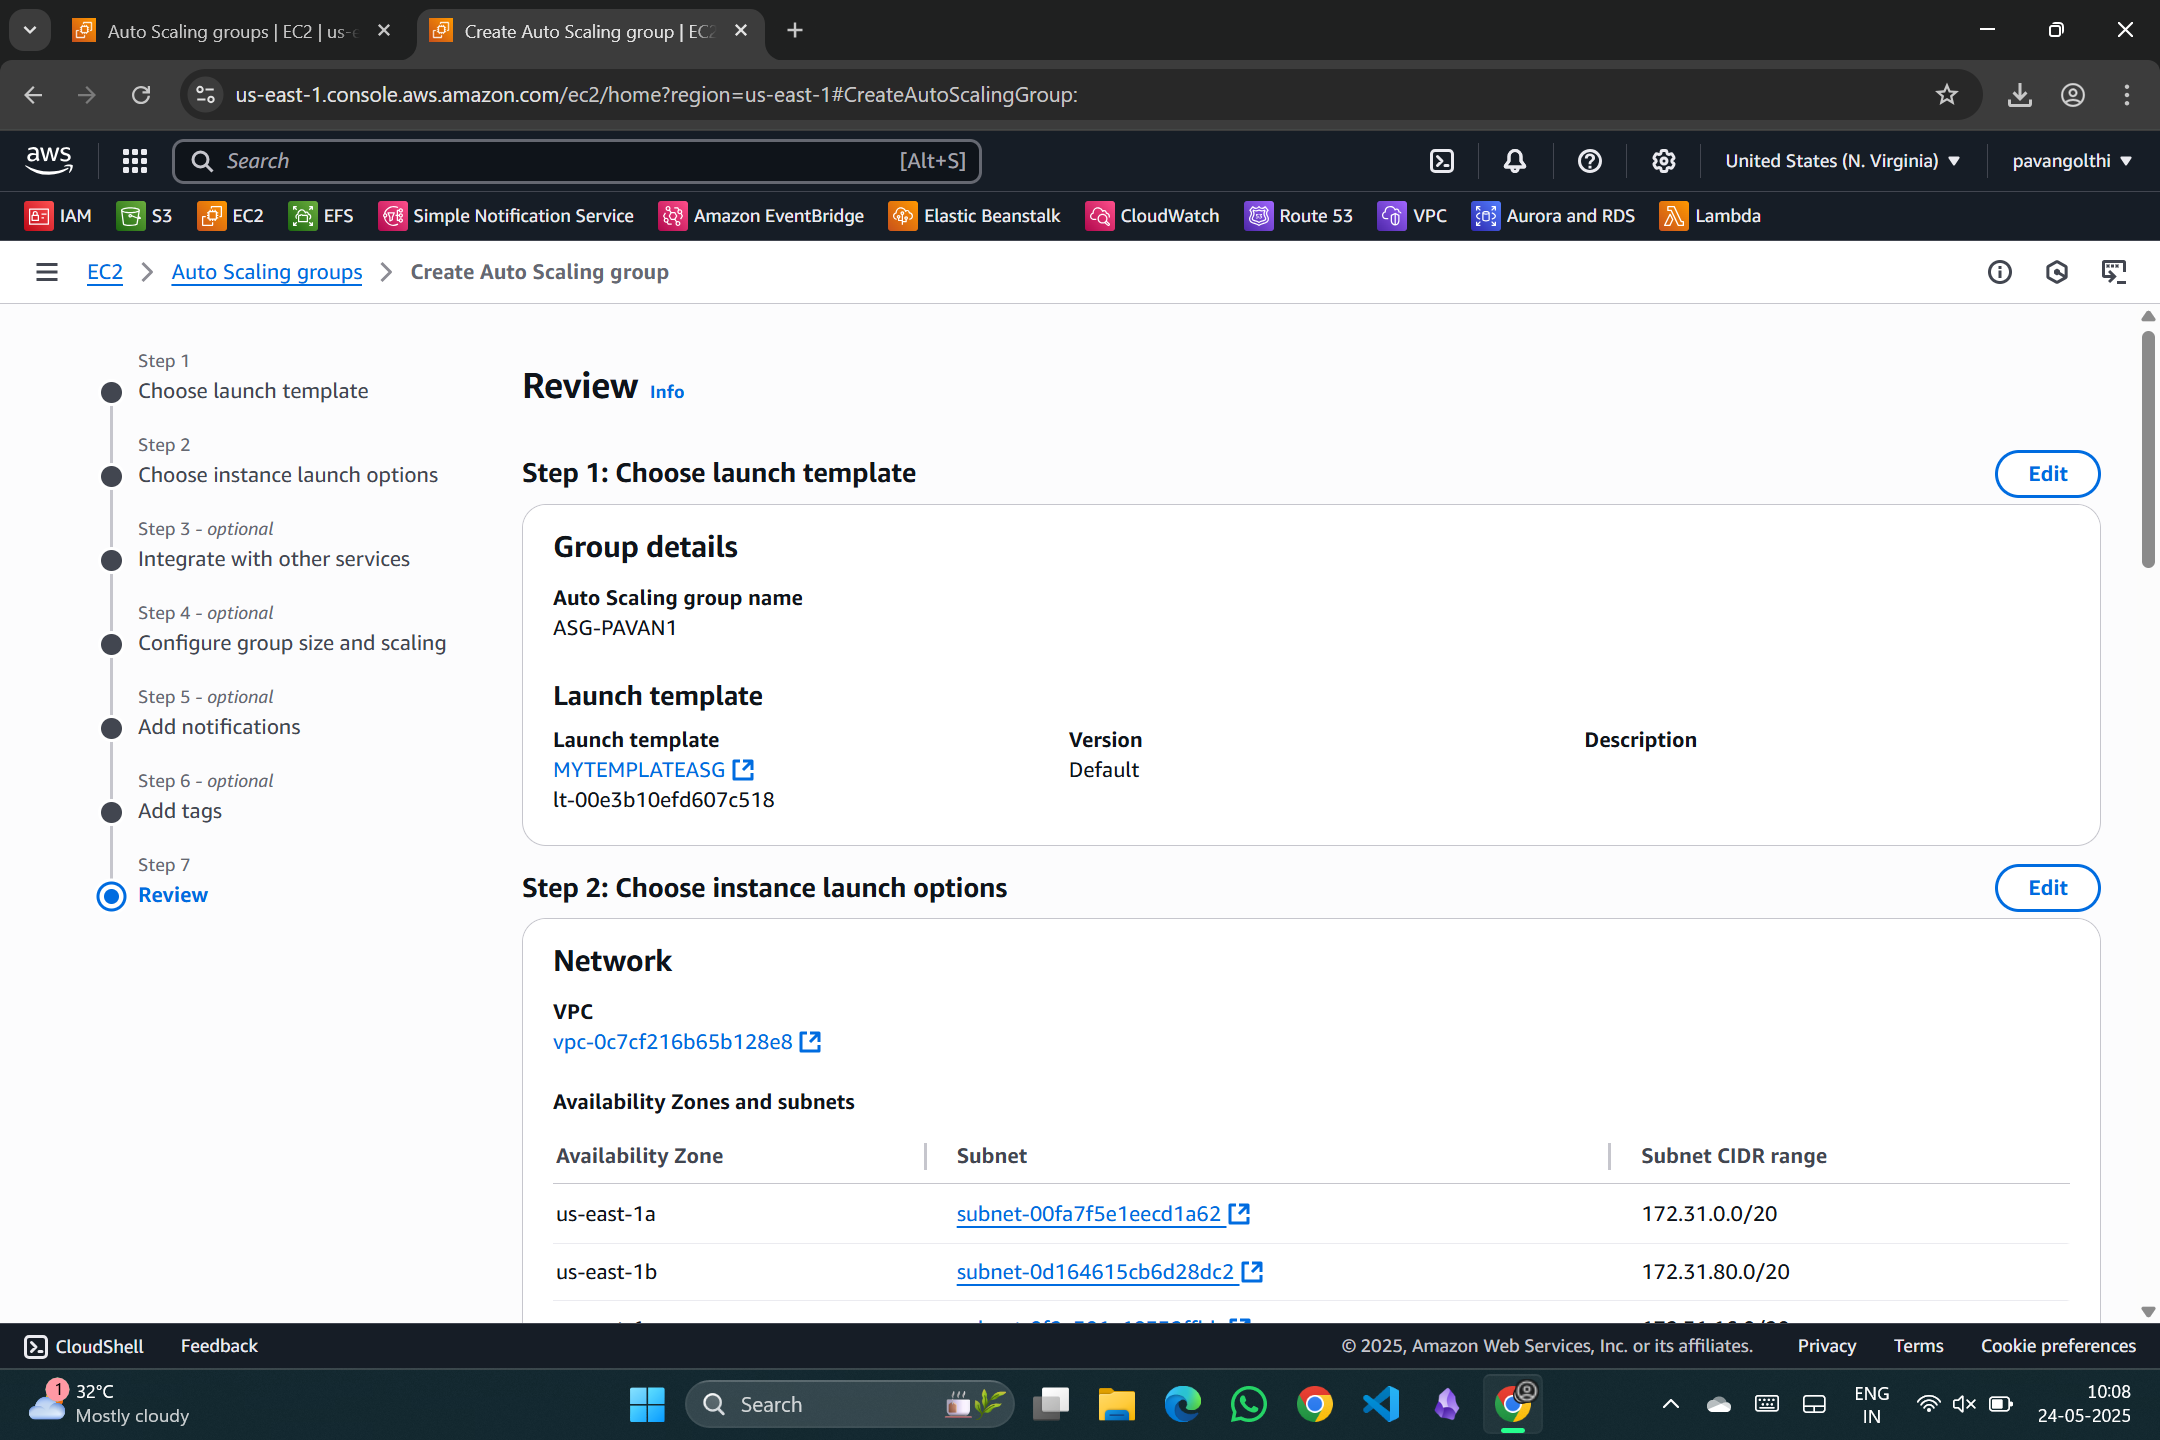 Auto Scaling groups | EC2 | us-e
Create Auto Scaling group | EC2
us-east-1.console.aws.amazon.com/ec2/home?region=us-east-1#CreateAutoScalingGroup:
aws
Search
[Alt+S]
United States (N. Virginia)
pavangolthi
IAM
S3
EC2
EFS
Simple Notification Service
Amazon EventBridge
Elastic Beanstalk
CloudWatch
Route 53
VPC
Aurora and RDS
Lambda
EC2
Auto Scaling groups
Create Auto Scaling group
Step 1
Choose launch template
Step 2
Choose instance launch options
Step 3 - optional
Integrate with other services
Step 4 - optional
Configure group size and scaling
Step 5 - optional
Add notifications
Step 6 - optional
Add tags
Step 7
Review
Review Info
Step 1: Choose launch template
Edit
Group details
Auto Scaling group name
ASG-PAVAN1
Launch template
Launch template
MYTEMPLATEASG
lt-00e3b10efd607c518
Version
Default
Description
Step 2: Choose instance launch options
Edit
Network
VPC
vpc-0c7cf216b65b128e8
Availability Zones and subnets
Availability Zone Subnet Subnet CIDR range
us-east-1a subnet-00fa7f5e1eecd1a62 172.31.0.0/20
us-east-1b subnet-0d164615cb6d28dc2 172.31.80.0/20
CloudShell
Feedback
© 2025, Amazon Web Services, Inc. or its affiliates.
Privacy
Terms
Cookie preferences
1
32°C
Mostly cloudy
Search
ENG
IN
10:08
24-05-2025